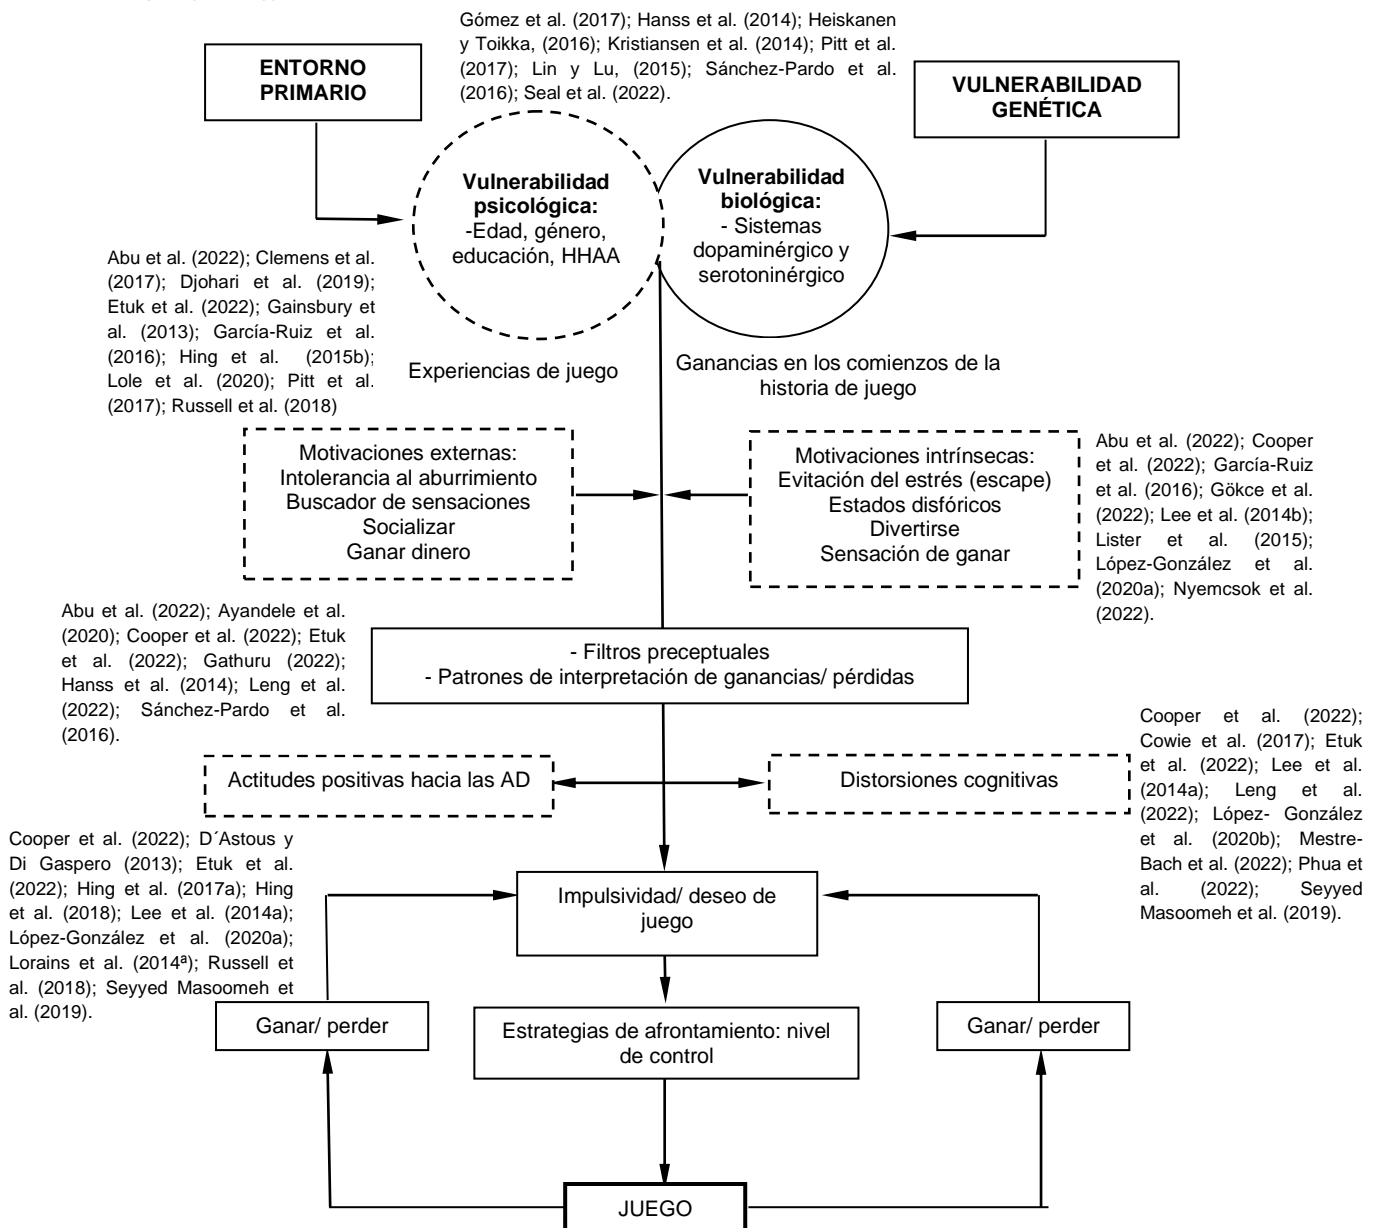 Gómez et al. (2017); Hanss et al. (2014); Heiskanen
y Toikka, (2016); Kristiansen et al. (2014); Pitt et al.
(2017); Lin y Lu, (2015); Sánchez-Pardo et al.
(2016); Seal et al. (2022).
ENTORNO
PRIMARIO
VULNERABILIDAD
GENÉTICA
Vulnerabilidad
psicológica:
-Edad, género,
educación, HHAA
Vulnerabilidad
biológica:
- Sistemas
dopaminérgico y
serotoninérgico
Abu et al. (2022); Clemens et al.
(2017); Djohari et al. (2019);
Etuk et al. (2022); Gainsbury et
al. (2013); García-Ruiz et al.
(2016); Hing et al. (2015b);
Lole et al. (2020); Pitt et al.
(2017); Russell et al. (2018)
Experiencias de juego
Ganancias en los comienzos de la
historia de juego
Motivaciones externas:
Intolerancia al aburrimiento
Buscador de sensaciones
Socializar
Ganar dinero
Motivaciones intrínsecas:
Evitación del estrés (escape)
Estados disfóricos
Divertirse
Sensación de ganar
Abu et al. (2022); Cooper
et al. (2022); García-Ruiz
et al. (2016); Gökce et al.
(2022); Lee et al. (2014b);
Lister et al. (2015);
López-González et al.
(2020a); Nyemcsok et al.
(2022).
Abu et al. (2022); Ayandele et al.
(2020); Cooper et al. (2022); Etuk
et al. (2022); Gathuru (2022);
Hanss et al. (2014); Leng et al.
(2022); Sánchez-Pardo et al.
(2016).
- Filtros preceptuales
- Patrones de interpretación de ganancias/ pérdidas
Actitudes positivas hacia las AD
Distorsiones cognitivas
Cooper et al. (2022);
Cowie et al. (2017); Etuk
et al. (2022); Lee et al.
(2014a); Leng et al.
(2022); López- González
et al. (2020b); Mestre-
Bach et al. (2022); Phua et
al. (2022); Seyyed
Masoomeh et al. (2019).
Cooper et al. (2022); D´Astous y
Di Gaspero (2013); Etuk et al.
(2022); Hing et al. (2017a); Hing
et al. (2018); Lee et al. (2014a);
López-González et al. (2020a);
Lorains et al. (2014ª); Russell et
al. (2018); Seyyed Masoomeh et
al. (2019).
Impulsividad/ deseo de
juego
Ganar/ perder
Estrategias de afrontamiento: nivel
de control
Ganar/ perder
JUEGO